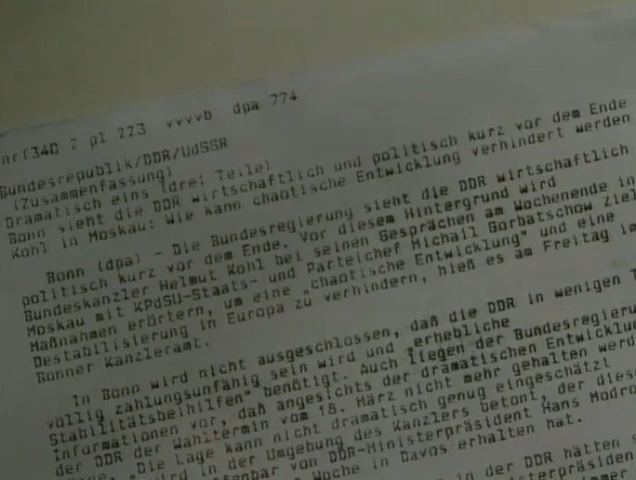 nrf340 2 pl 223 vvvvb dpa 774
Bundesrepublik/DDR/UdSSR
(Zusammenfassung)
Dramatisch eins (drei Teile)
Bonn sieht die DDR wirtschaftlich und politisch kurz vor dem Ende
Kohl in Moskau: Wie kann chaotische Entwicklung verhindert werden
Bonn (dpa) - Die Bundesregierung sieht die DDR wirtschaftlich
politisch kurz vor dem Ende. Vor diesem Hintergrund wird
Bundeskanzler Helmut Kohl bei seinen Gesprächen am Wochenende in
Moskau mit KPdSU-Staats- und Parteichef Michail Gorbatschow
Maßnahmen erörtern, um eine "chaotische Entwicklung" und eine
Destabilisierung in Europa zu verhindern, hieß es am Freitag im
Bonner Kanzleramt.
In Bonn wird nicht ausgeschlossen, daß die DDR in wenigen
völlig zahlungsunfähig sein wird und "erhebliche
Stabilitätsbeihilfen" benötigt. Auch liegen der
Informationen vor, daß angesichts der dramatischen
der DDR der Wahltermin vom 18. März nicht mehr gehalten
"Die Lage kann nicht dramatisch genug eingeschätzt
wird in der Umgebung des Kanzlers betont, der
von DDR-Ministerpräsident Hans
Woche in Davos erhalten hat.
in der DDR hätten